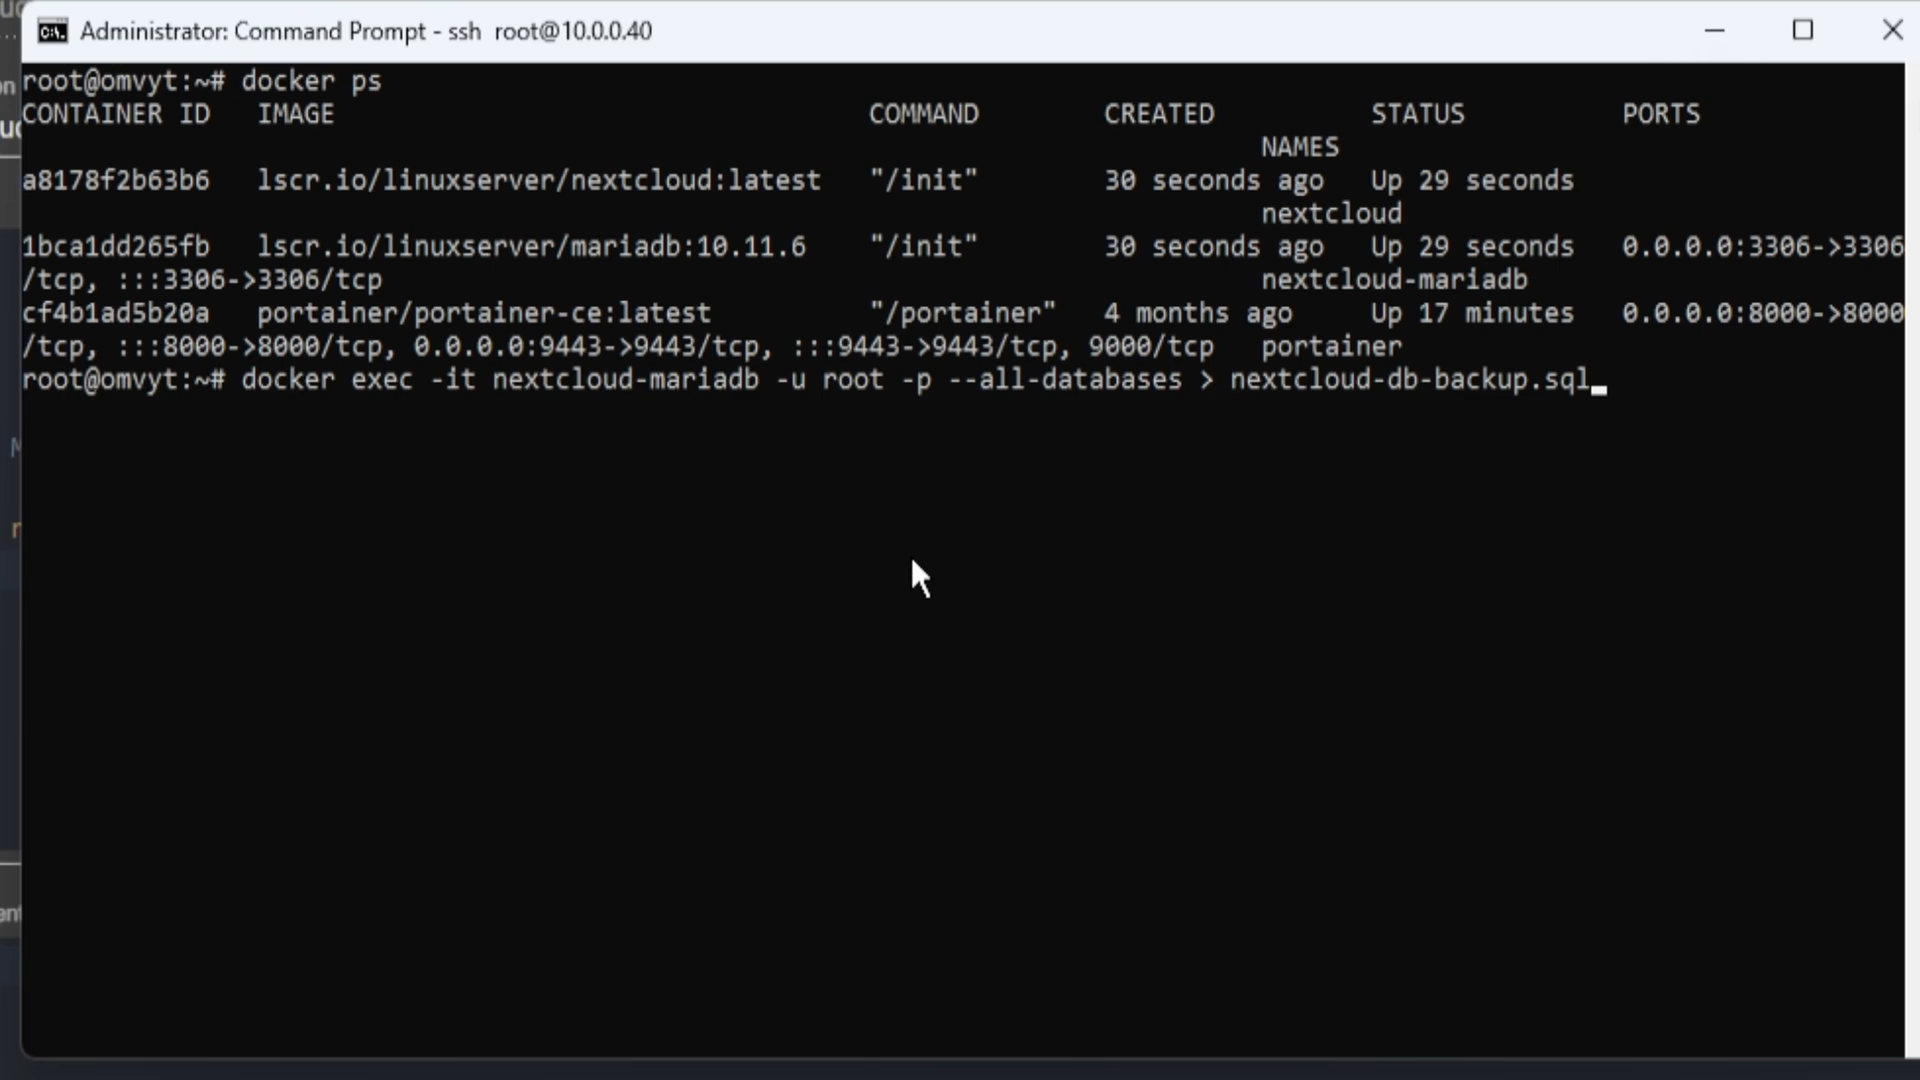 Administrator: Command Prompt - ssh root@10.0.0.40
root@omvyt:~# docker ps
CONTAINER ID IMAGE COMMAND CREATED STATUS PORTS
NAMES
a8178f2b63b6 lscr.io/linuxserver/nextcloud:latest "/init" 30 seconds ago Up 29 seconds
nextcloud
1bca1dd265fb lscr.io/linuxserver/mariadb:10.11.6 "/init" 30 seconds ago Up 29 seconds 0.0.0.0:3306->3306
/tcp, :::3306->3306/tcp nextcloud-mariadb
cf4b1ad5b20a portainer/portainer-ce:latest "/portainer" 4 months ago Up 17 minutes 0.0.0.0:8000->8000
/tcp, :::8000->8000/tcp, 0.0.0.0:9443->9443/tcp, :::9443->9443/tcp, 9000/tcp portainer
root@omvyt:~# docker exec -it nextcloud-mariadb -u root -p --all-databases > nextcloud-db-backup.sql